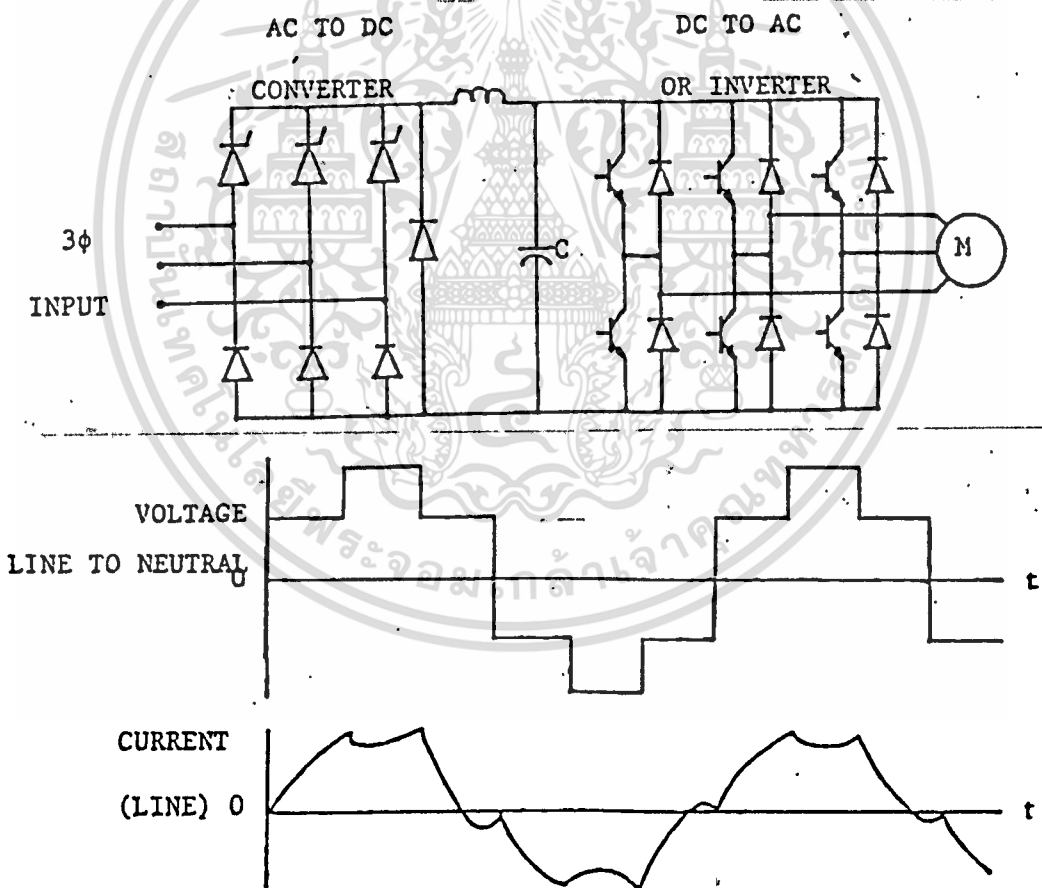 AC TO DC
CONVERTER
DC TO AC
OR INVERTER
3φ
INPUT
C
M
VOLTAGE
LINE TO NEUTRAL
0
t
CURRENT
(LINE) 0
t